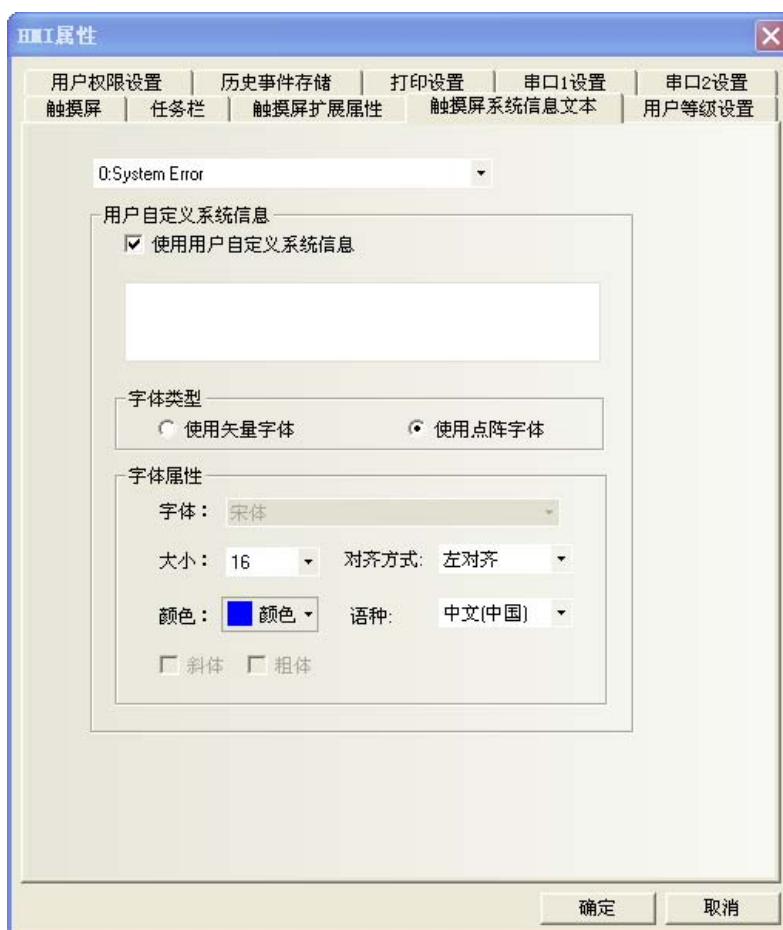 HMI属性
用户权限设置 历史事件存储 打印设置 串口1设置 串口2设置
触摸屏 任务栏 触摸屏扩展属性 触摸屏系统信息文本 用户等级设置
0:System Error
用户自定义系统信息
使用用户自定义系统信息
字体类型
使用矢量字体 使用点阵字体
字体属性
字体： 宋体
大小： 16 对齐方式: 左对齐
颜色： 颜色 语种: 中文(中国)
斜体 粗体
确定 取消